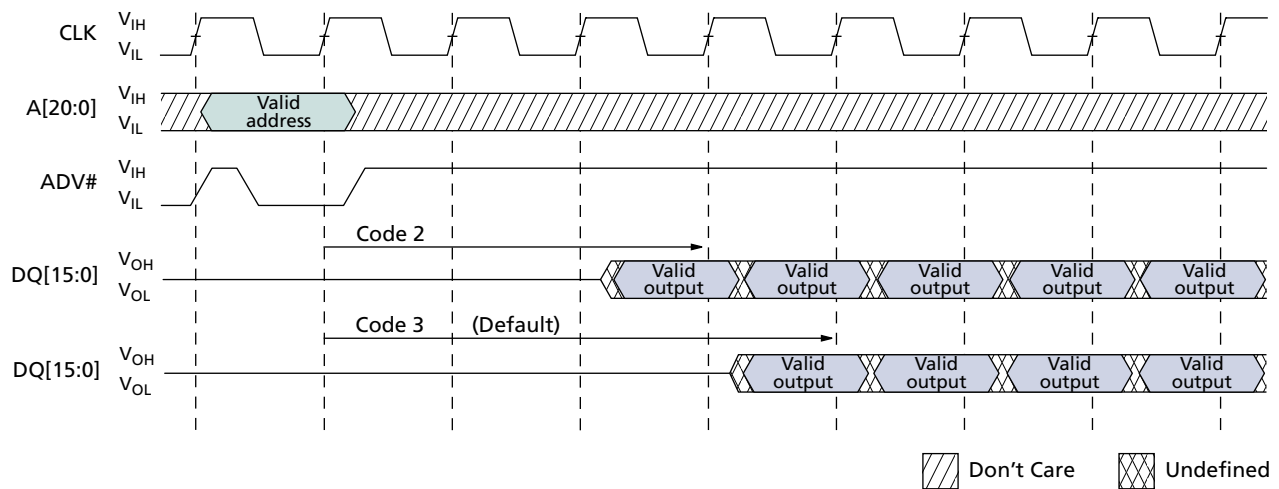 CLK
VIH
VIL
A[20:0]
VIH
VIL
Valid
address
ADV#
VIH
VIL
Code 2
DQ[15:0]
VOH
VOL
Valid
output
Valid
output
Valid
output
Valid
output
Valid
output
Code 3 (Default)
DQ[15:0]
VOH
VOL
Valid
output
Valid
output
Valid
output
Valid
output
Don't Care
Undefined